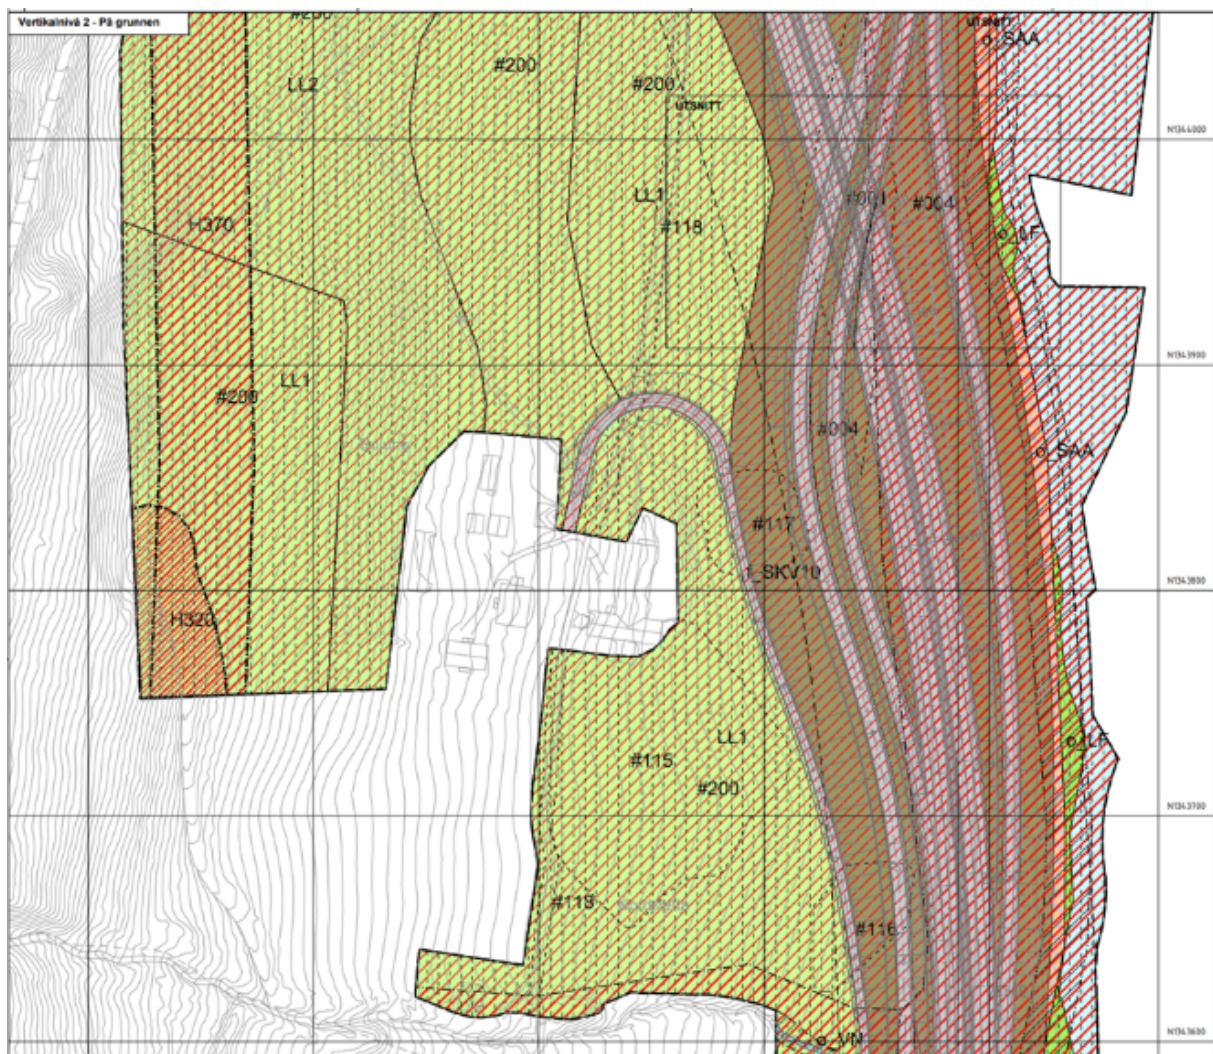 Vertikalnivå 2 - På grunnen
#200
UTSNITT
o_SAA
#200
LL2
#200
UTSNITT
N1344000
LL1
#001
#004
H370
#118
o_LF
N1343900
LL1
#200
#004
o_SAA
#117
f_SKV10
N1343800
H320
LL1
o_LF
#115
#200
N1343700
#118
#116
N1343600
o_VN